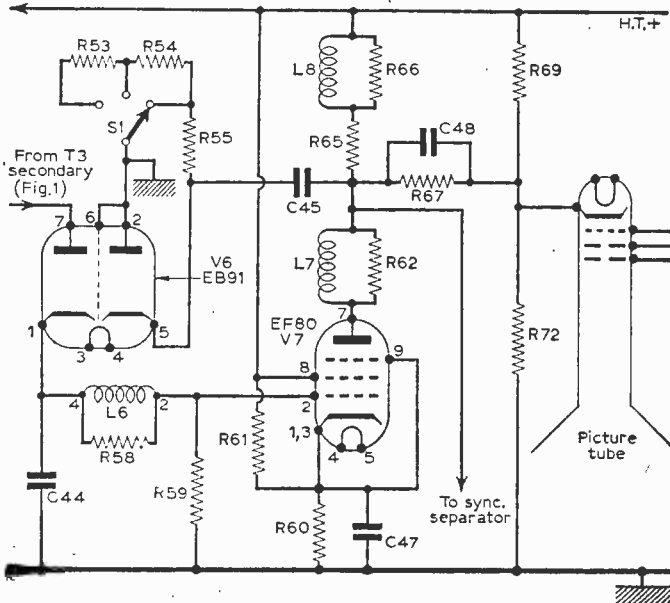 H.T.+
R53
R54
L8
R66
R69
S1
R55
R65
C48
From T3
secondary
(Fig.1)
C45
R67
7
6
2
V6
EB91
L7
R62
R72
1
5
3
4
EF80
V7
7
9
8
2
1,3
4
5
4
L6
2
R58
R61
Picture
tube
C44
R59
R60
C47
To sync.
separator